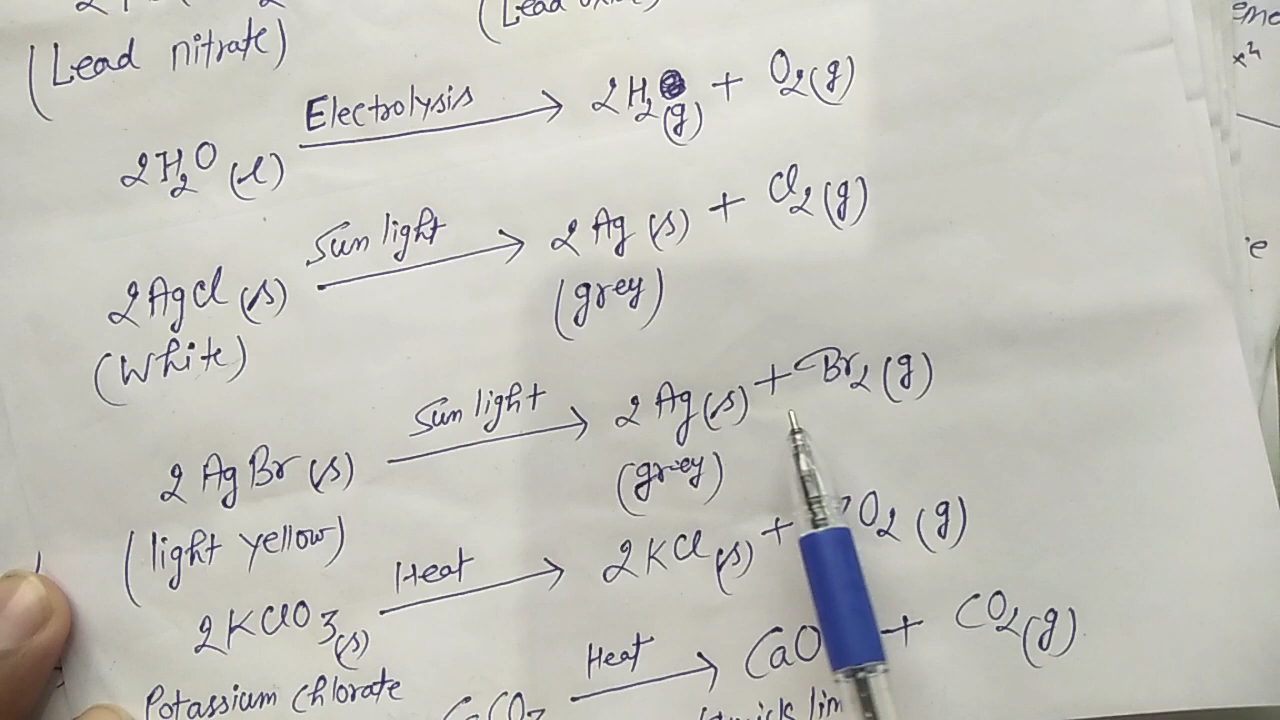 (Lead nitrate)
2H2O (l) Electrolysis → 2H2 (g) + O2 (g)
2AgCl (s) Sun light → 2Ag (s) + Cl2 (g)
(White) (grey)
2AgBr (s) Sun light → 2Ag (s) + Br2 (g)
(light yellow) (grey)
2KClO3 (s) Heat → 2KCl (s) + O2 (g)
Potassium chlorate
Heat → CaO + CO2 (g)